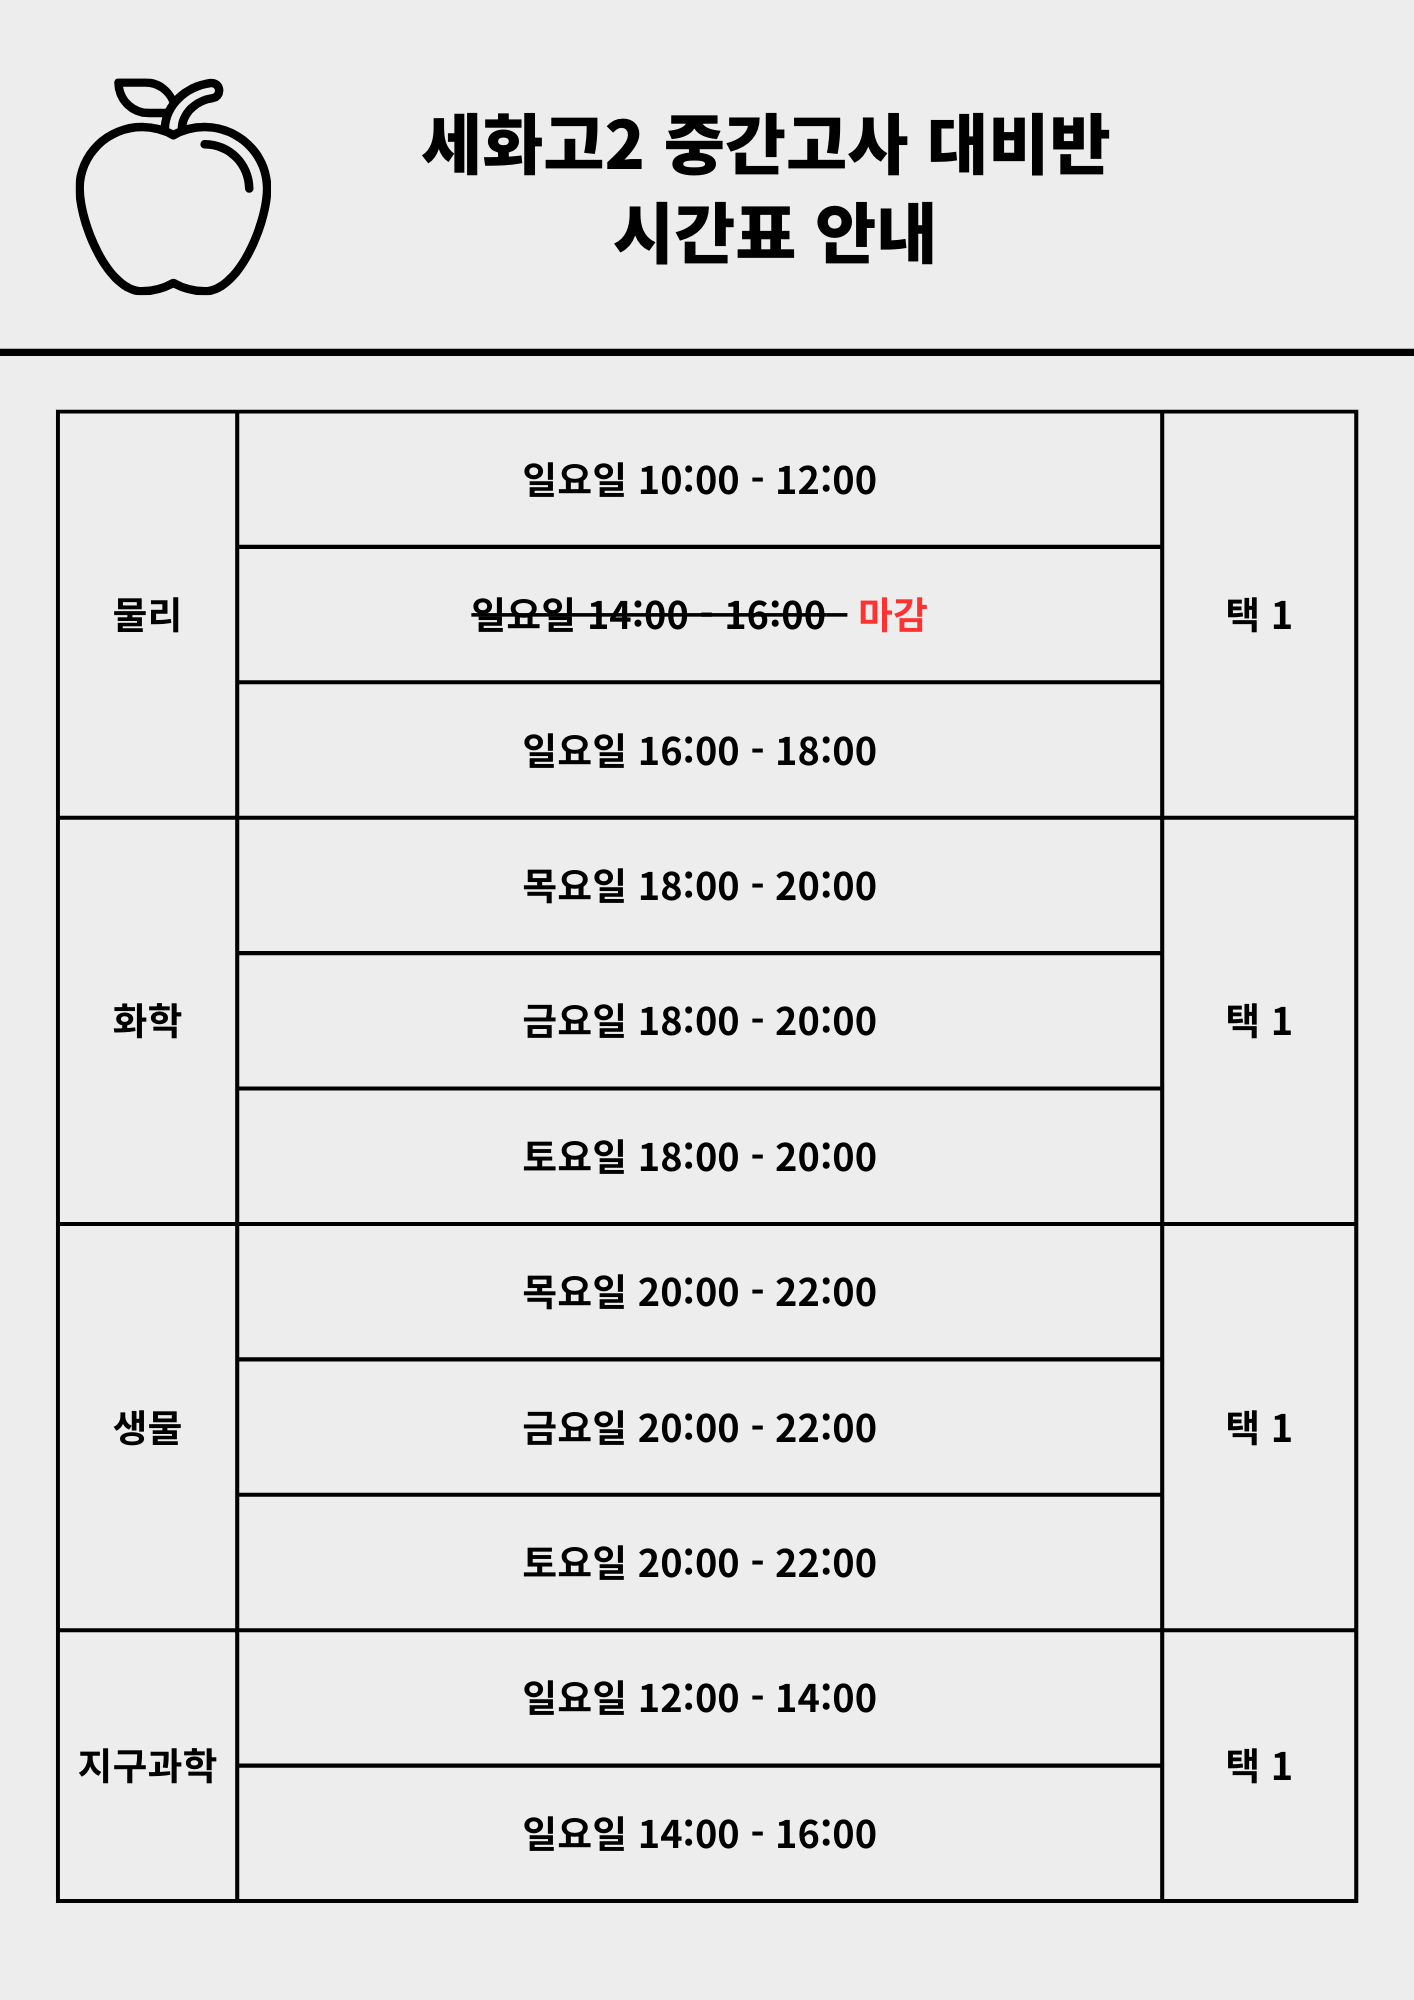 세화고2 중간고사 대비반
시간표 안내
물리
일요일 10:00 - 12:00
일요일 14:00 - 16:00 마감
일요일 16:00 - 18:00
택 1
화학
목요일 18:00 - 20:00
금요일 18:00 - 20:00
토요일 18:00 - 20:00
택 1
생물
목요일 20:00 - 22:00
금요일 20:00 - 22:00
토요일 20:00 - 22:00
택 1
지구과학
일요일 12:00 - 14:00
일요일 14:00 - 16:00
택 1